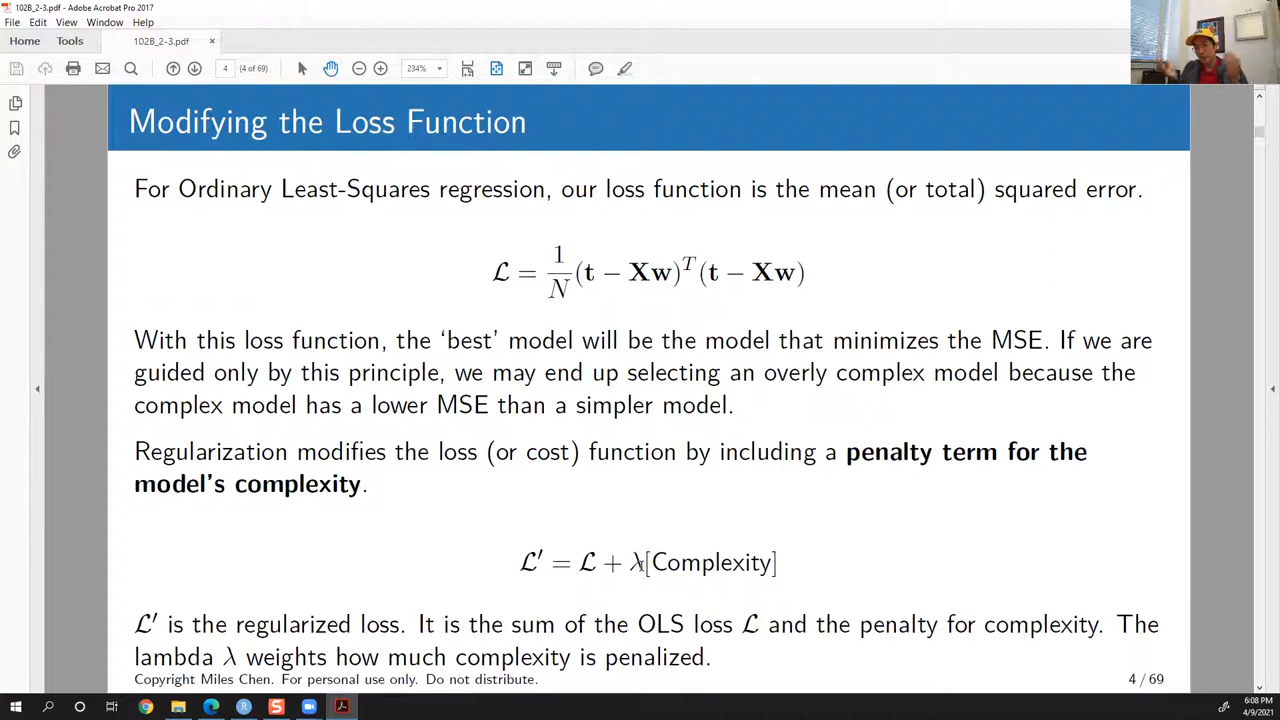 102B_2-3.pdf - Adobe Acrobat Pro 2017
File Edit View Window Help
Home Tools 102B_2-3.pdf ×
4 (4 of 69) 234%
Modifying the Loss Function
For Ordinary Least-Squares regression, our loss function is the mean (or total) squared error.
ℒ = 1/N (t − Xw)^T (t − Xw)
With this loss function, the ‘best’ model will be the model that minimizes the MSE. If we are
guided only by this principle, we may end up selecting an overly complex model because the
complex model has a lower MSE than a simpler model.
Regularization modifies the loss (or cost) function by including a penalty term for the
model's complexity.
ℒ′ = ℒ + λ[Complexity]
ℒ′ is the regularized loss. It is the sum of the OLS loss ℒ and the penalty for complexity. The
lambda λ weights how much complexity is penalized.
Copyright Miles Chen. For personal use only. Do not distribute. 4 / 69
6:08 PM
4/9/2021